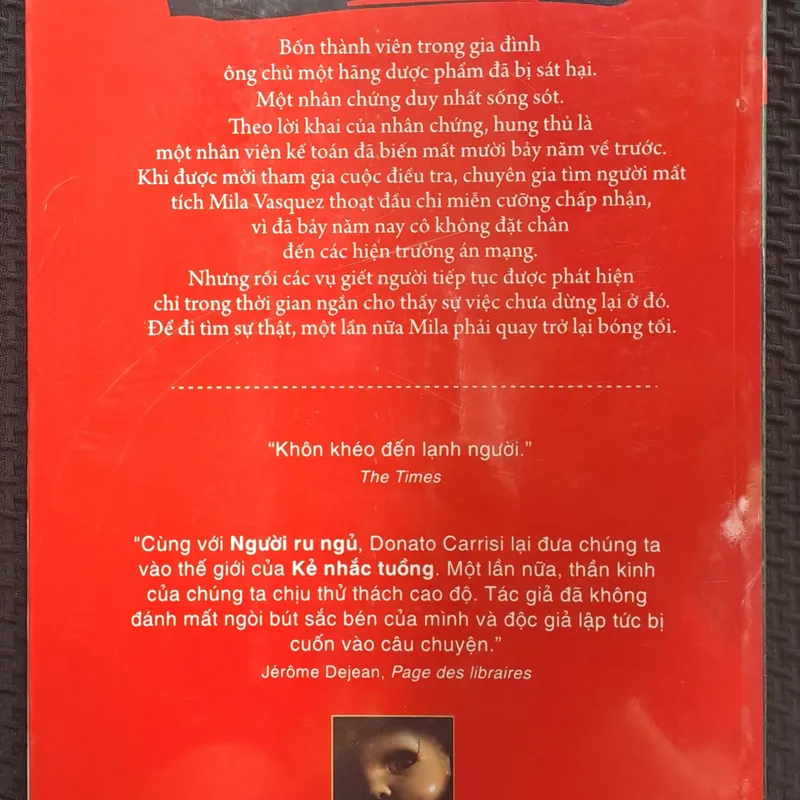 Bốn thành viên trong gia đình
ông chủ một hãng dược phẩm đã bị sát hại.
Một nhân chứng duy nhất sống sót.
Theo lời khai của nhân chứng, hung thủ là
một nhân viên kế toán đã biến mất mười bảy năm về trước.
Khi được mời tham gia cuộc điều tra, chuyên gia tìm người mất
tích Mila Vasquez thoạt đầu chỉ miễn cưỡng chấp nhận,
vì đã bảy năm nay cô không đặt chân
đến các hiện trường án mạng.
Nhưng rồi các vụ giết người tiếp tục được phát hiện
chỉ trong thời gian ngắn cho thấy sự việc chưa dừng lại ở đó.
Để đi tìm sự thật, một lần nữa Mila phải quay trở lại bóng tối.
“Khôn khéo đến lạnh người.”
The Times
"Cùng với Người ru ngủ, Donato Carrisi lại đưa chúng ta
vào thế giới của Kẻ nhắc tuồng. Một lần nữa, thần kinh
của chúng ta chịu thử thách cao độ. Tác giả đã không
đánh mất ngòi bút sắc bén của mình và độc giả lập tức bị
cuốn vào câu chuyện.”
Jérôme Dejean, Page des libraires